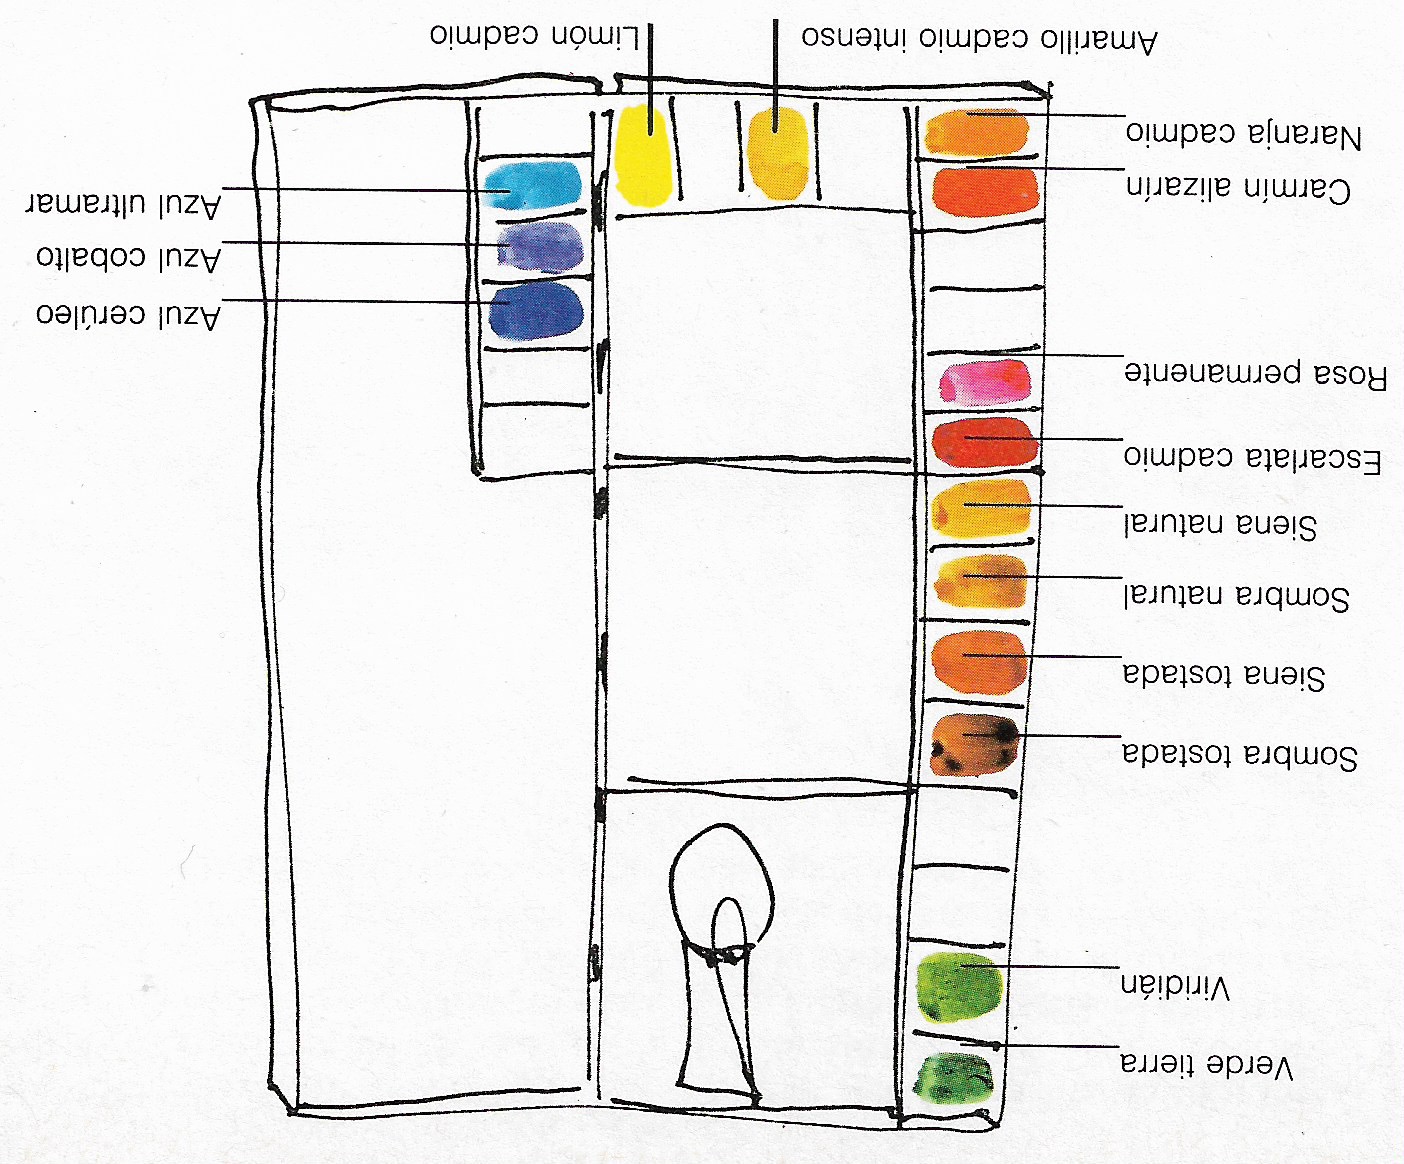 Verde tierra
Viridián
Sombra tostada
Siena tostada
Sombra natural
Siena natural
Escarlata cadmio
Rosa permanente
Carmín alizarín
Naranja cadmio
Azul cerúleo
Azul cobalto
Azul ultramar
Amarillo cadmio intenso
Limón cadmio